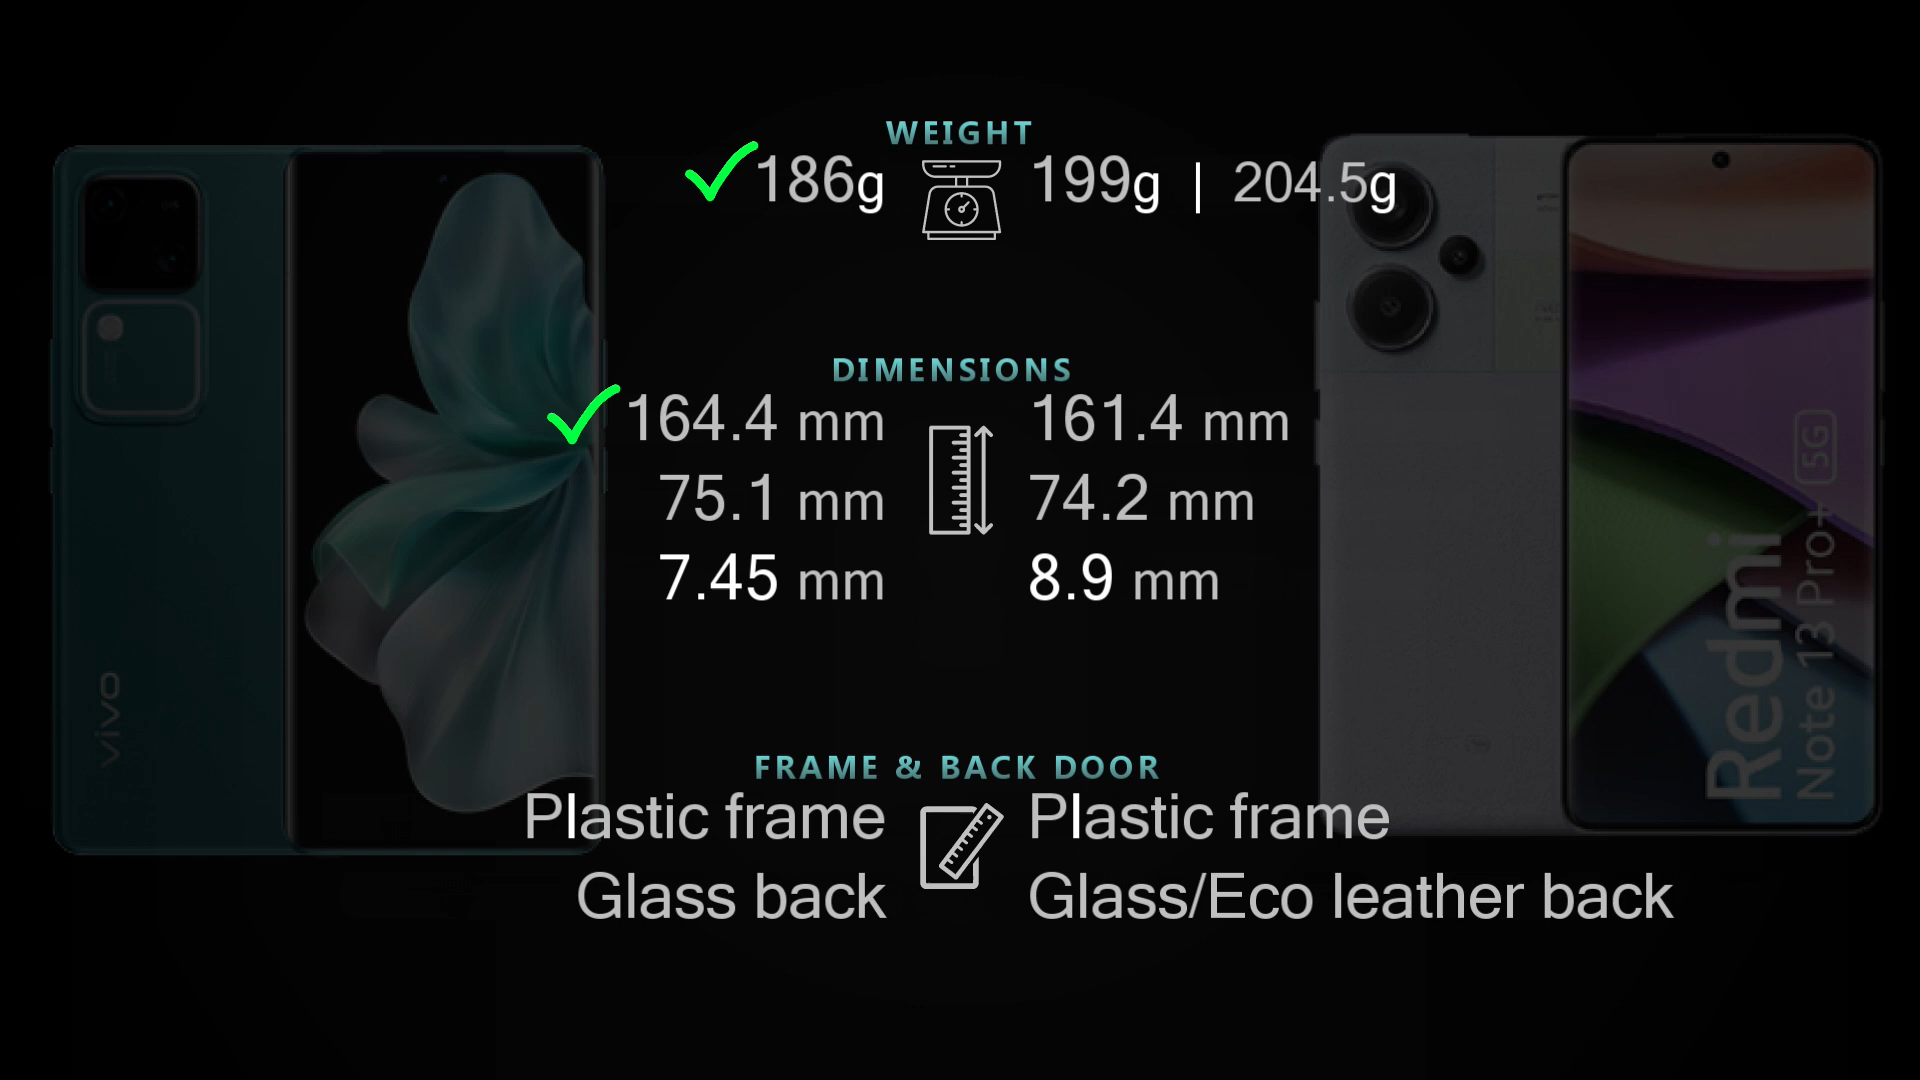 WEIGHT
186g
199g | 204.5g
DIMENSIONS
164.4 mm
161.4 mm
75.1 mm
74.2 mm
7.45 mm
8.9 mm
FRAME & BACK DOOR
Plastic frame
Plastic frame
Glass back
Glass/Eco leather back
vivo
Redmi
Note 13 Pro+ 5G